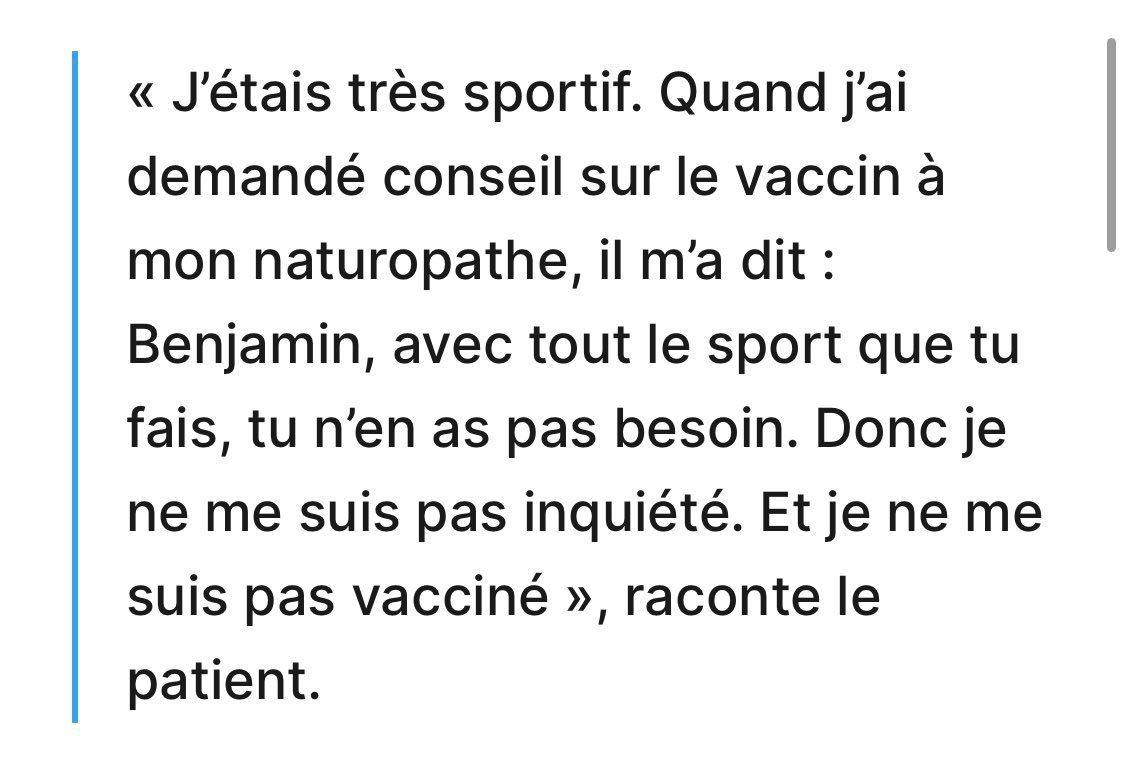 « J’étais très sportif. Quand j’ai
demandé conseil sur le vaccin à
mon naturopathe, il m’a dit :
Benjamin, avec tout le sport que tu
fais, tu n’en as pas besoin. Donc je
ne me suis pas inquiété. Et je ne me
suis pas vacciné », raconte le
patient.